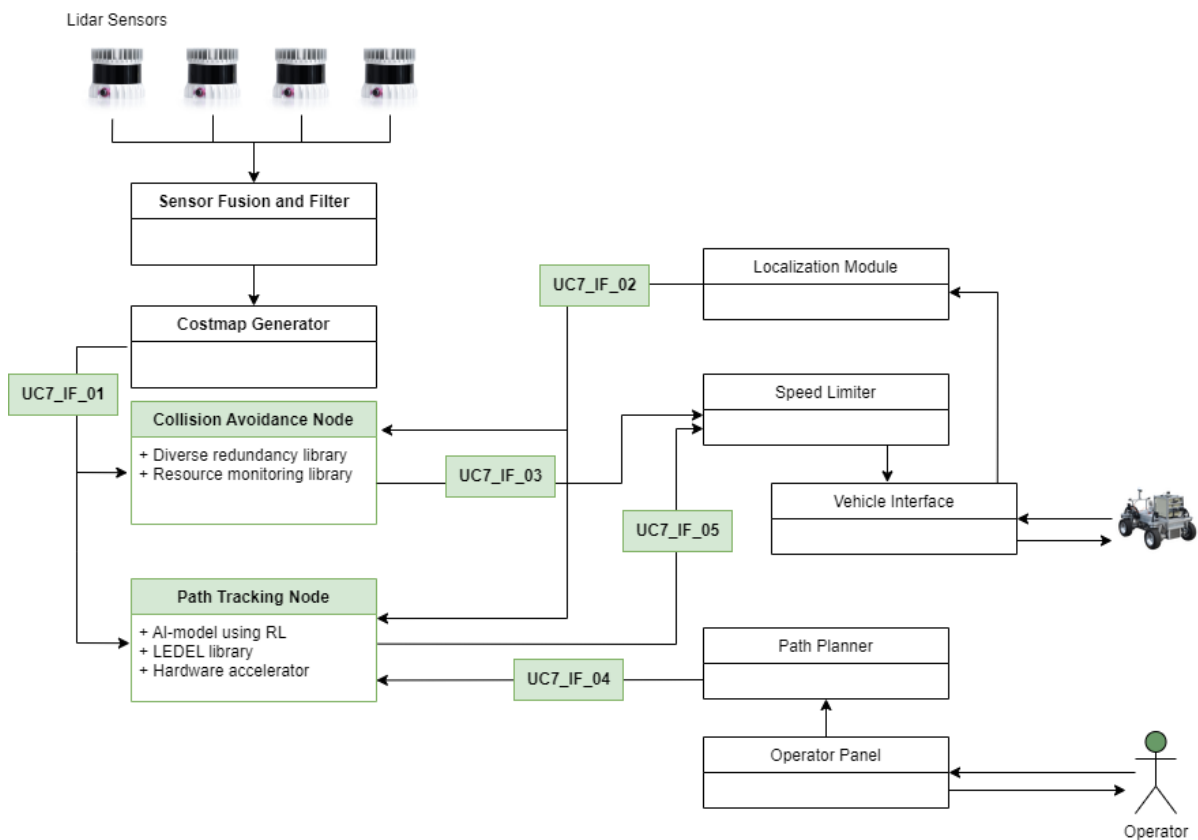 Lidar Sensors
Sensor Fusion and Filter
Costmap Generator
UC7_IF_01
Collision Avoidance Node
+ Diverse redundancy library
+ Resource monitoring library
Path Tracking Node
+ AI-model using RL
+ LEDEL library
+ Hardware accelerator
UC7_IF_02
UC7_IF_03
UC7_IF_05
UC7_IF_04
Localization Module
Speed Limiter
Vehicle Interface
Path Planner
Operator Panel
Operator